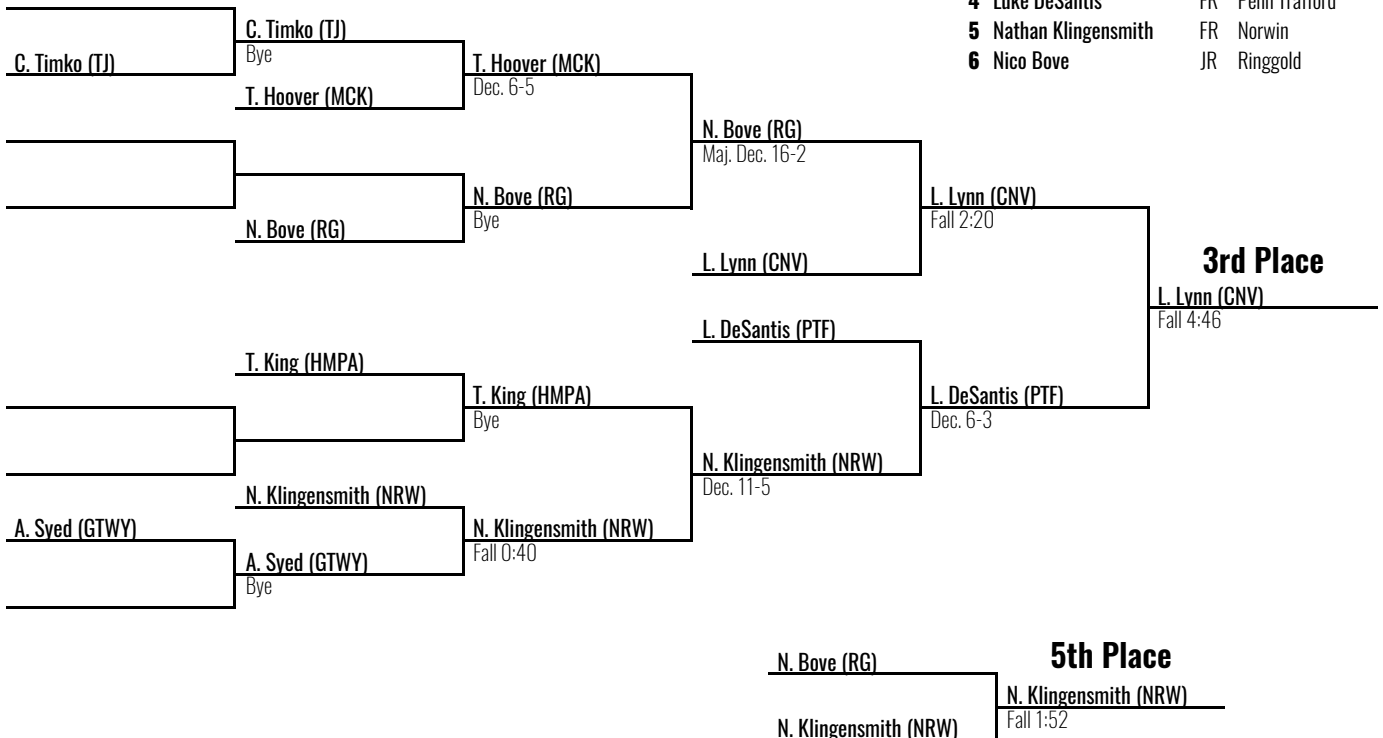 4 Luke DeSantis FR Penn Trafford
5 Nathan Klingensmith FR Norwin
6 Nico Bove JR Ringgold
C. Timko (TJ)
C. Timko (TJ)
Bye
T. Hoover (MCK)
T. Hoover (MCK)
Dec. 6-5
N. Bove (RG)
N. Bove (RG)
Bye
N. Bove (RG)
Maj. Dec. 16-2
L. Lynn (CNV)
L. Lynn (CNV)
Fall 2:20
3rd Place
L. Lynn (CNV)
Fall 4:46
L. DeSantis (PTF)
T. King (HMPA)
T. King (HMPA)
Bye
L. DeSantis (PTF)
Dec. 6-3
N. Klingensmith (NRW)
Dec. 11-5
N. Klingensmith (NRW)
A. Syed (GTWY)
A. Syed (GTWY)
Bye
N. Klingensmith (NRW)
Fall 0:40
5th Place
N. Bove (RG)
N. Klingensmith (NRW)
Fall 1:52
N. Klingensmith (NRW)